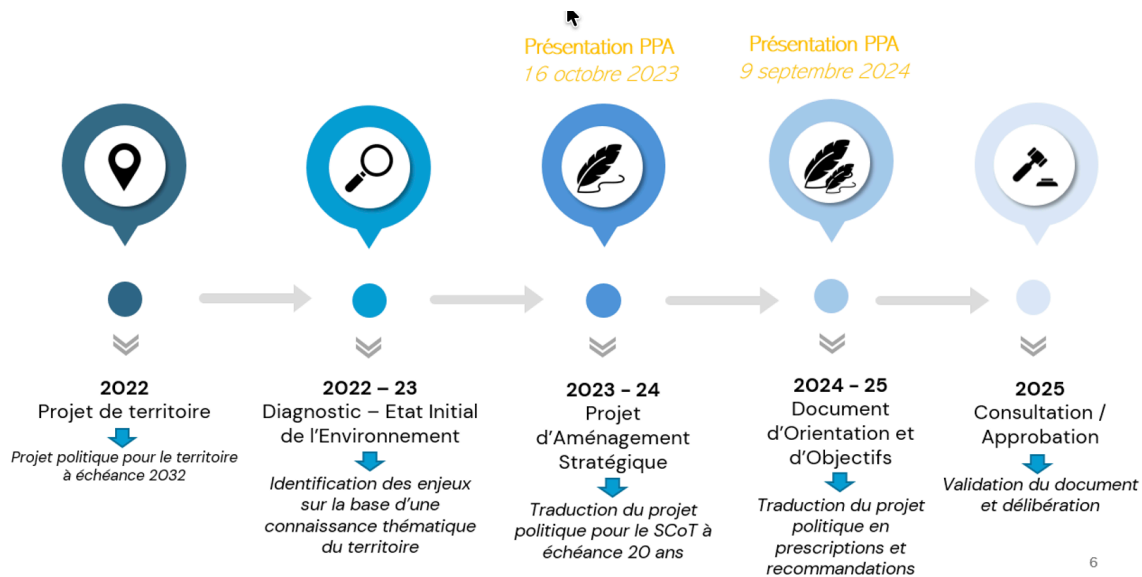 Présentation PPA
16 octobre 2023
Présentation PPA
9 septembre 2024
2022
Projet de territoire
Projet politique pour le territoire
à échéance 2032
2022 – 23
Diagnostic – Etat Initial
de l'Environnement
Identification des enjeux
sur la base d'une
connaissance thématique
du territoire
2023 - 24
Projet
d'Aménagement
Stratégique
Traduction du projet
politique pour le SCoT à
échéance 20 ans
2024 - 25
Document
d'Orientation et
d'Objectifs
Traduction du projet
politique en
prescriptions et
recommandations
2025
Consultation /
Approbation
Validation du document
et délibération
6